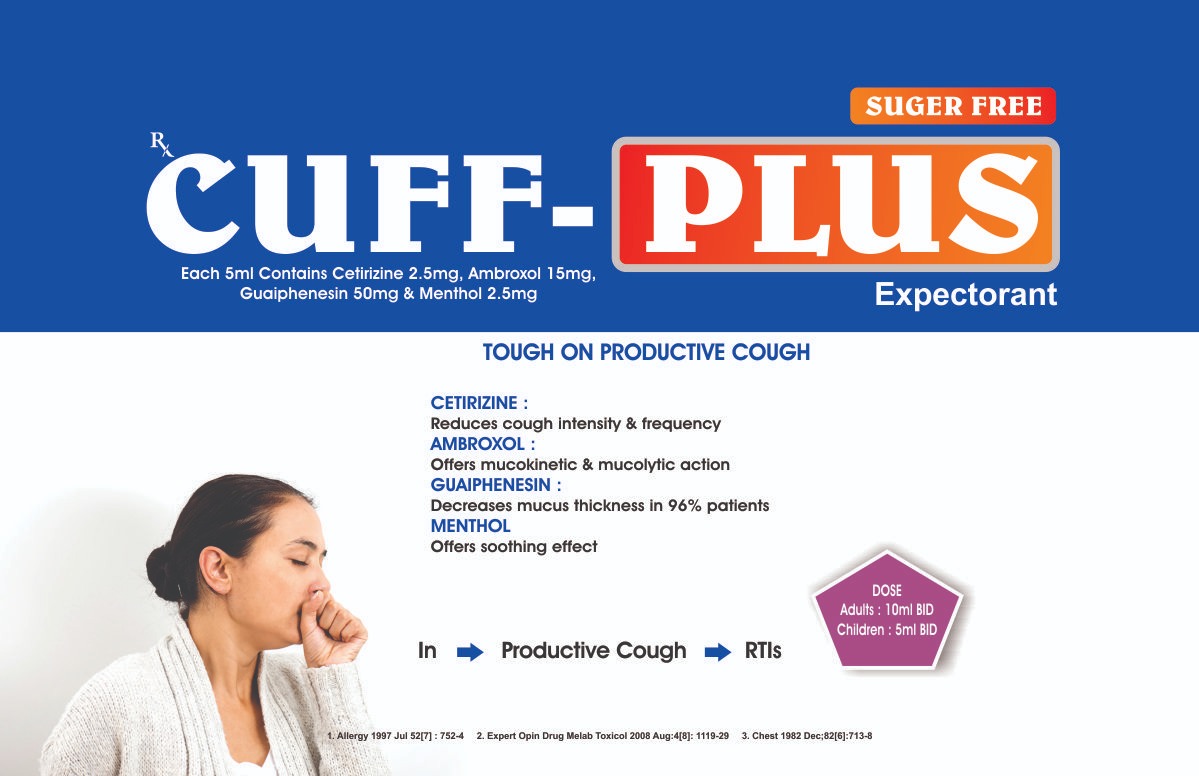 SUGER FREE
Rx CUFF-PLUS
Each 5ml Contains Cetirizine 2.5mg, Ambroxol 15mg,
Guaiphenesin 50mg & Menthol 2.5mg
Expectorant
TOUGH ON PRODUCTIVE COUGH
CETIRIZINE :
Reduces cough intensity & frequency
AMBROXOL :
Offers mucokinetic & mucolytic action
GUAIPHENESIN :
Decreases mucus thickness in 96% patients
MENTHOL
Offers soothing effect
DOSE
Adults : 10ml BID
Children : 5ml BID
In Productive Cough RTIs
1. Allergy 1997 Jul 52[7] : 752-4 2. Expert Opin Drug Melab Toxicol 2008 Aug:4[8]: 1119-29 3. Chest 1982 Dec;82[6]:713-8